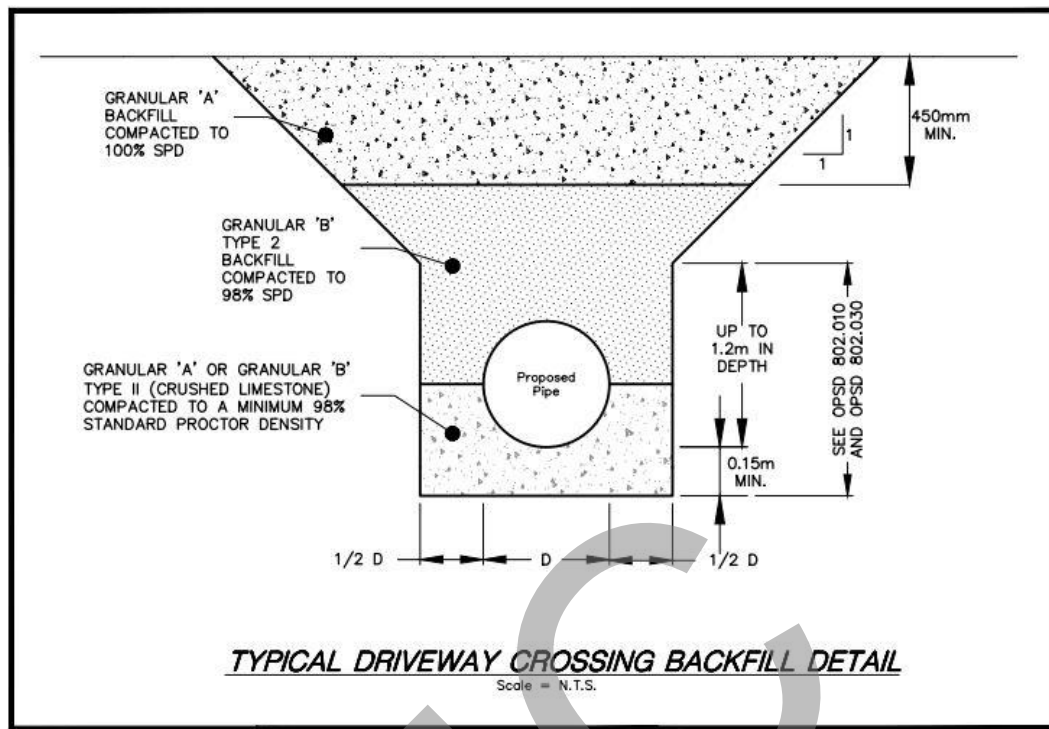 GRANULAR 'A'
BACKFILL
COMPACTED TO
100% SPD
450mm
MIN.
1
1
GRANULAR 'B'
TYPE 2
BACKFILL
COMPACTED TO
98% SPD
UP TO
1.2m IN
DEPTH
SEE OPSD 802.010
AND OPSD 802.030
GRANULAR 'A' OR GRANULAR 'B'
TYPE II (CRUSHED LIMESTONE)
COMPACTED TO A MINIMUM 98%
STANDARD PROCTOR DENSITY
Proposed
Pipe
0.15m
MIN.
1/2 D
D
1/2 D
TYPICAL DRIVEWAY CROSSING BACKFILL DETAIL
Scale = N.T.S.